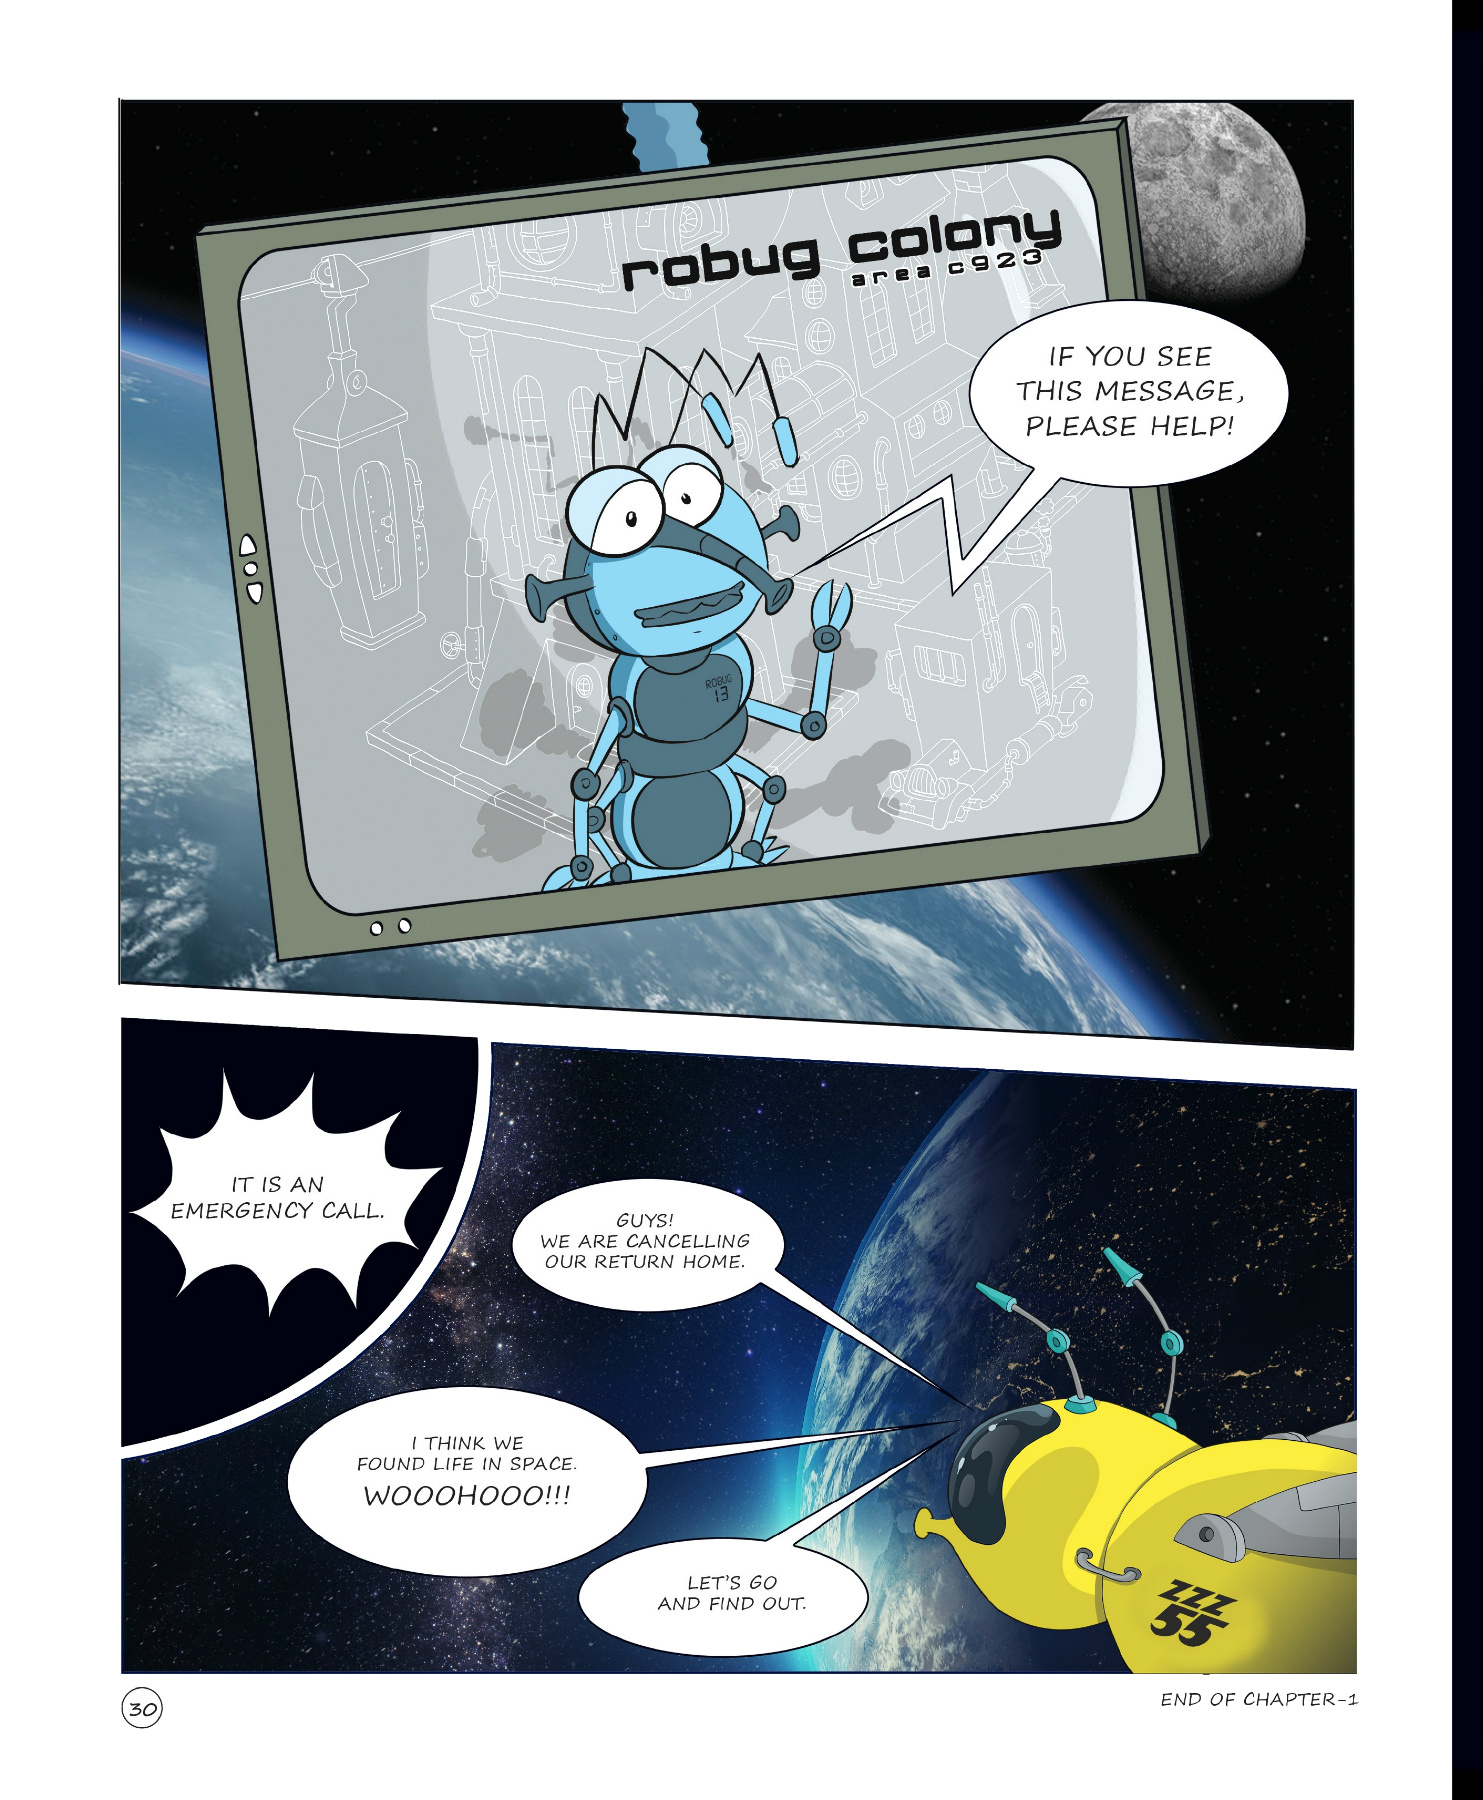 robug colony
area c923
IF YOU SEE
THIS MESSAGE,
PLEASE HELP!
ROBUG
13
IT IS AN
EMERGENCY CALL.
GUYS!
WE ARE CANCELLING
OUR RETURN HOME.
I THINK WE
FOUND LIFE IN SPACE.
WOOOHOOO!!!
LET'S GO
AND FIND OUT.
ZZZ
55
30
END OF CHAPTER-1